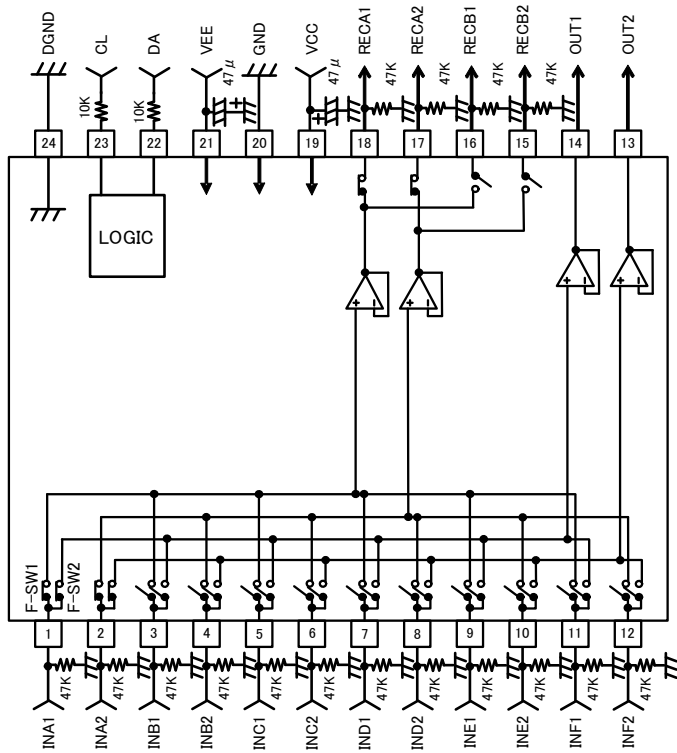 DGND
CL
DA
VEE
GND
VCC
RECA1
RECA2
RECB1
RECB2
OUT1
OUT2
10K
10K
47μ
+
47μ
+
47K
47K
47K
47K
24
23
22
21
20
19
18
17
16
15
14
13
LOGIC
+ −
+ −
+ −
+ −
F-SW1
F-SW2
1
2
3
4
5
6
7
8
9
10
11
12
47K
47K
47K
47K
47K
47K
47K
47K
47K
47K
47K
47K
INA1
INA2
INB1
INB2
INC1
INC2
IND1
IND2
INE1
INE2
INF1
INF2